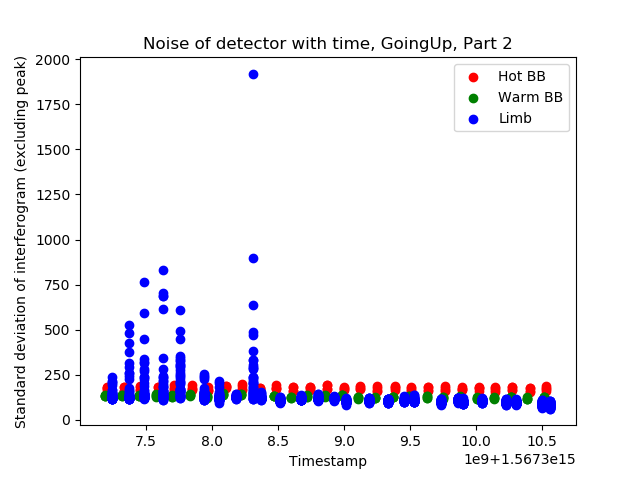 Noise of detector with time, GoingUp, Part 2
Standard deviation of interferogram (excluding peak)
2000
1750
1500
1250
1000
750
500
250
0
Hot BB
Warm BB
Limb
7.5 8.0 8.5 9.0 9.5 10.0 10.5
Timestamp
1e9+1.5673e15